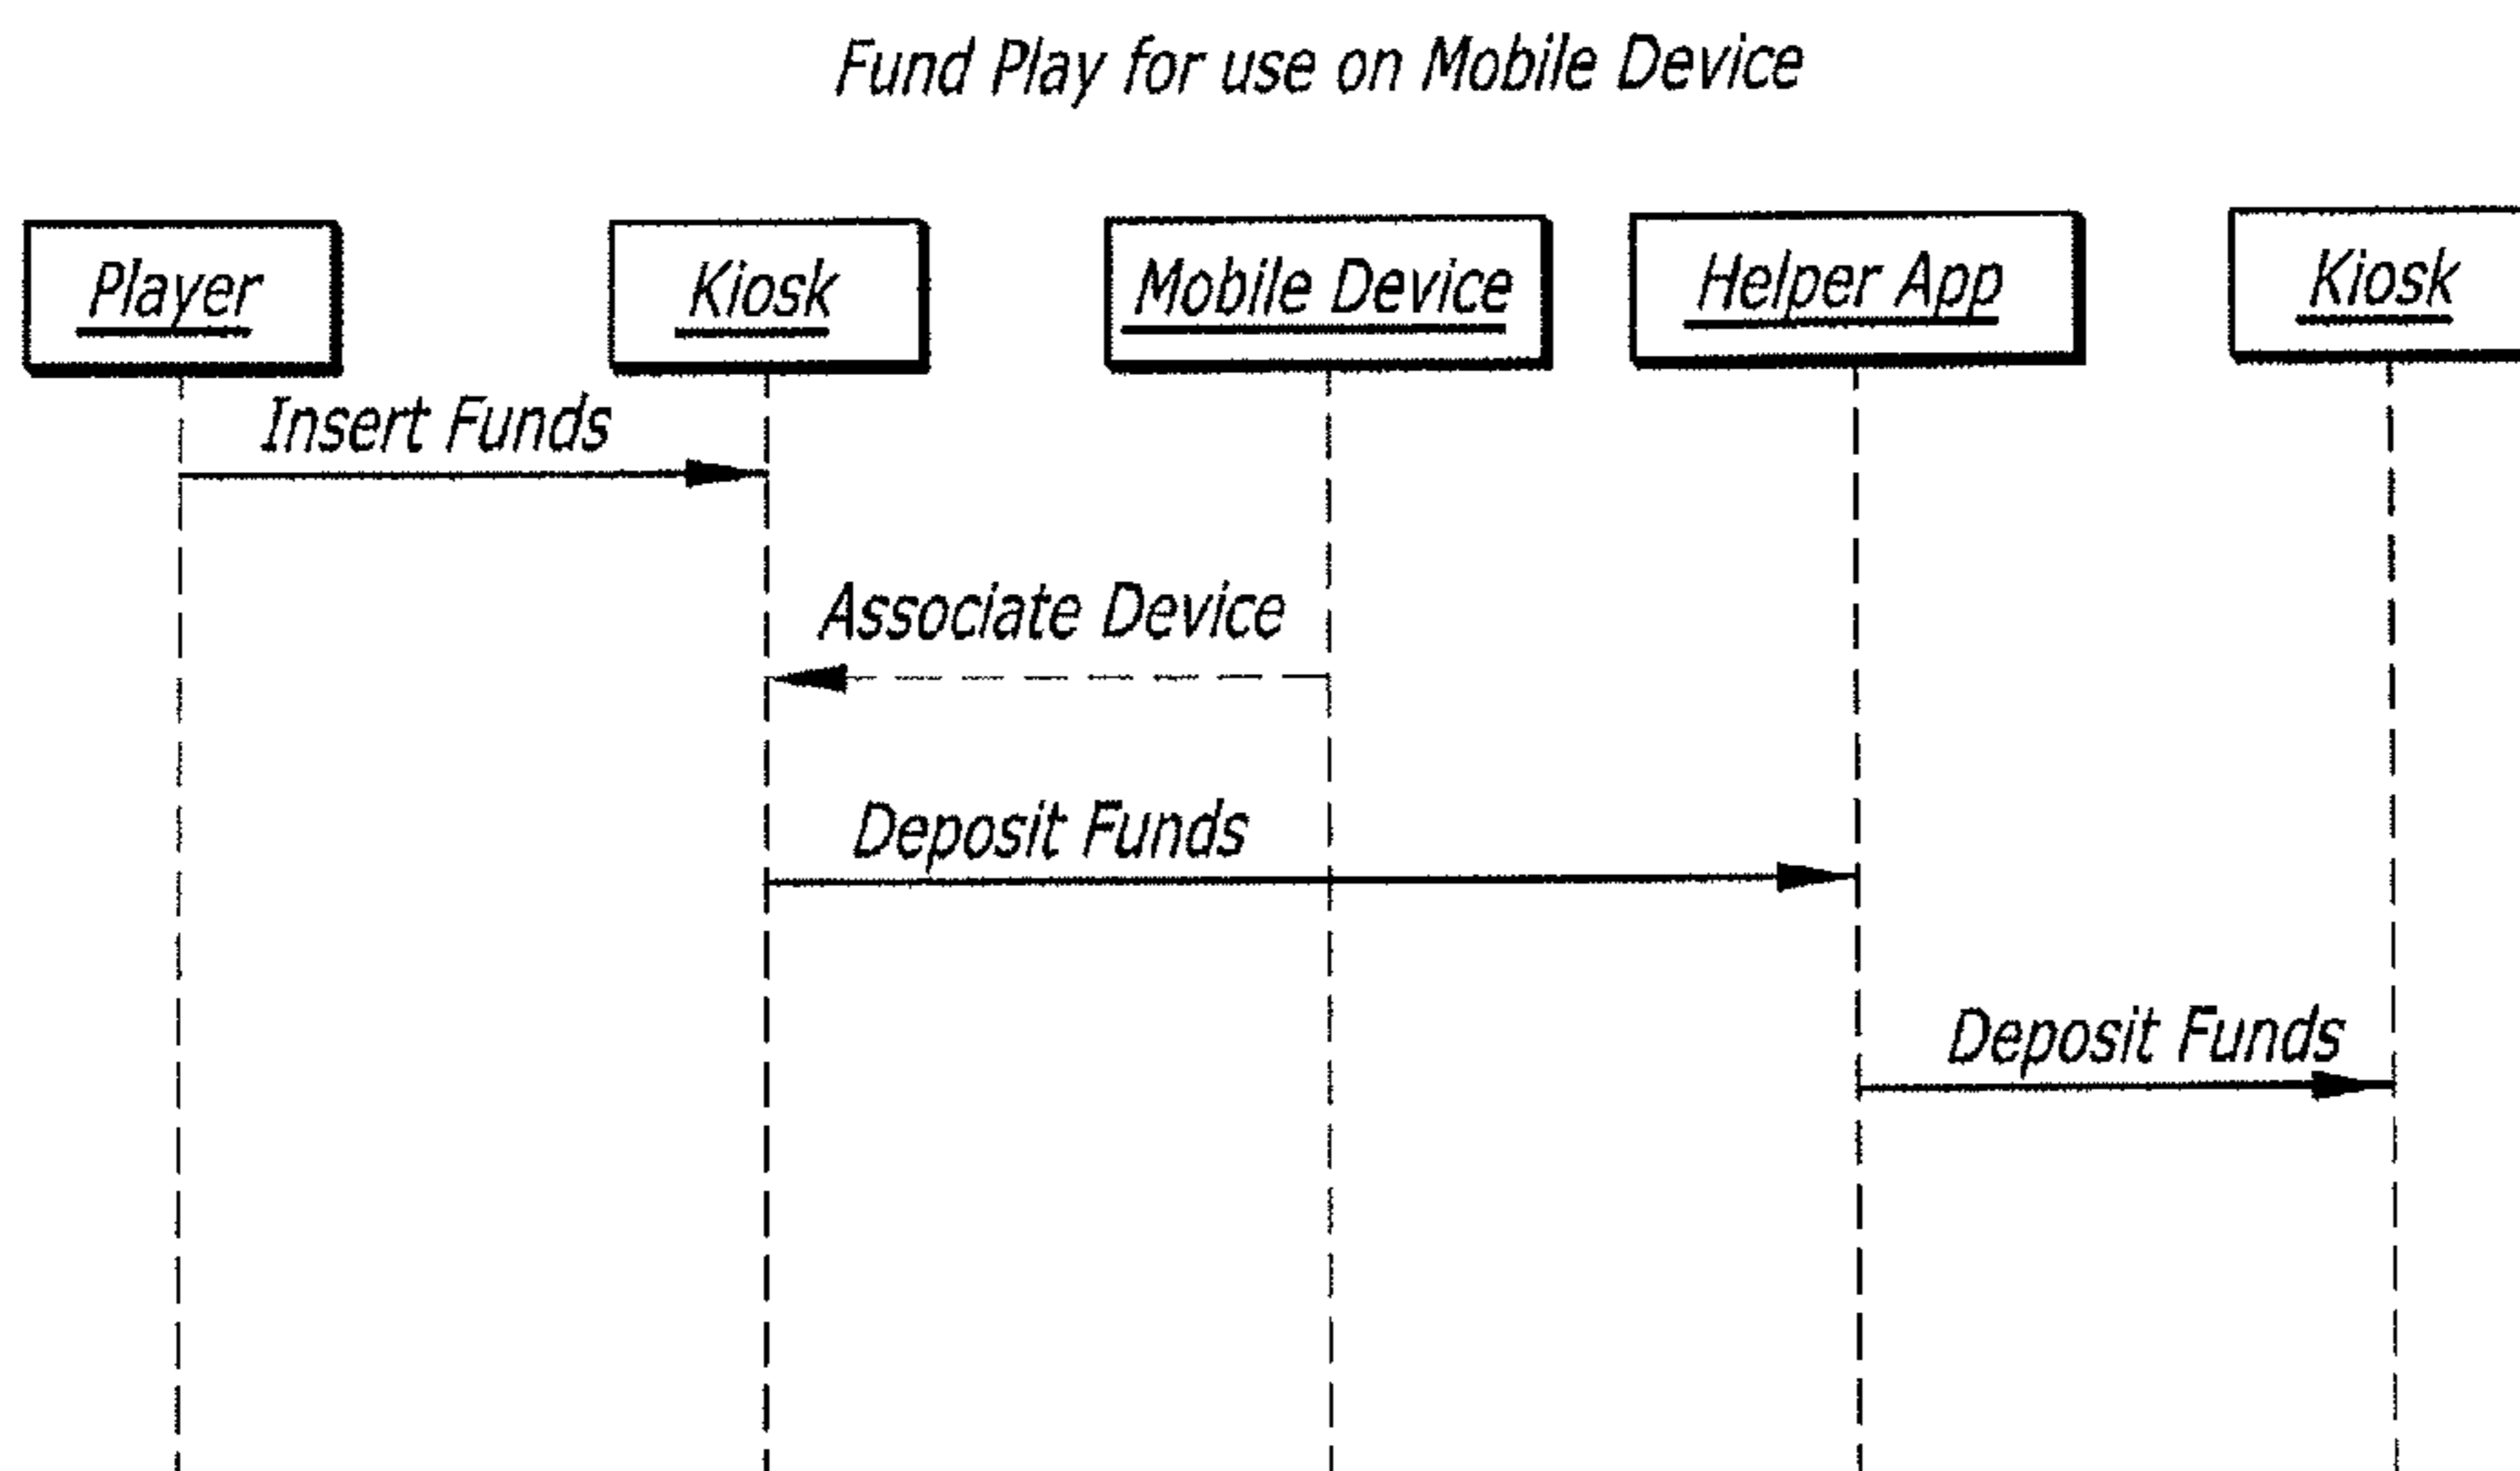 Fund Play for use on Mobile Device
Player Kiosk Mobile Device Helper App Kiosk
Insert Funds
Associate Device
Deposit Funds
Deposit Funds